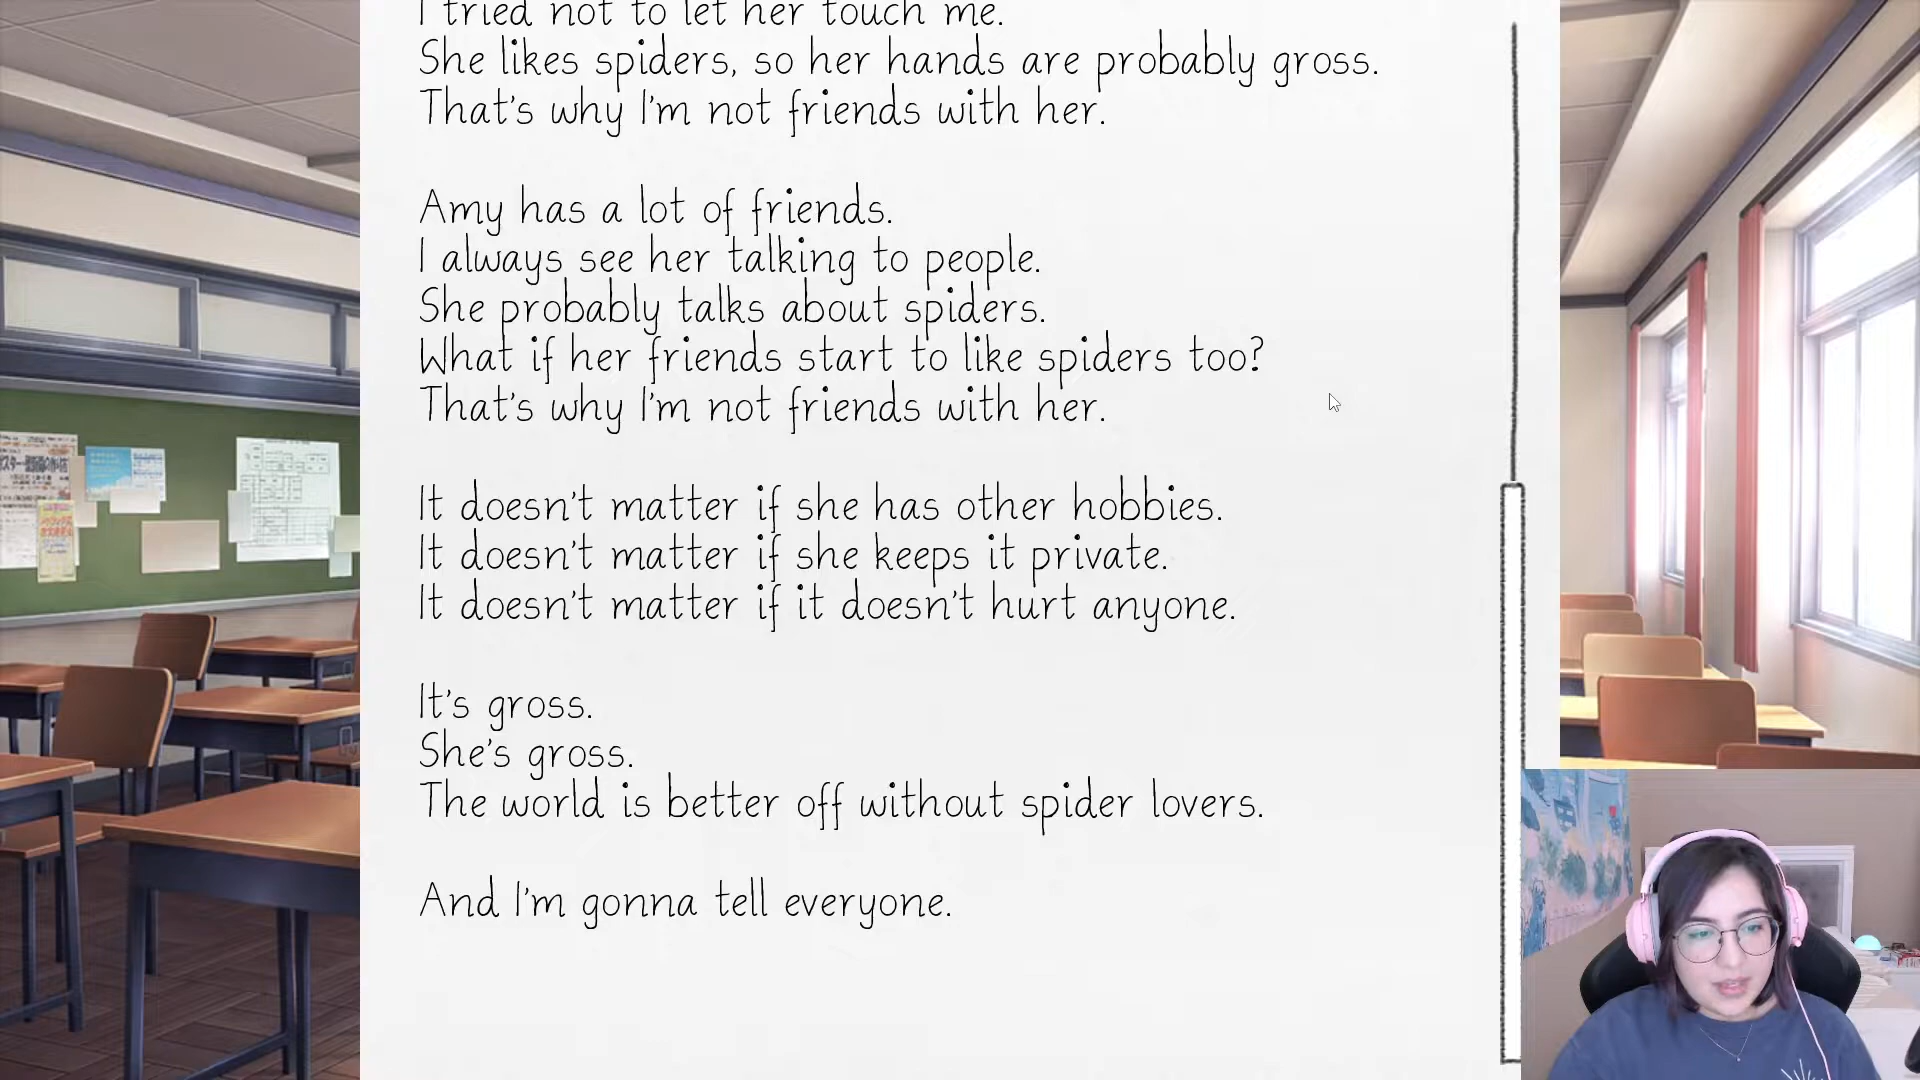 I tried not to let her touch me.
She likes spiders, so her hands are probably gross.
That's why I'm not friends with her.
Amy has a lot of friends.
I always see her talking to people.
She probably talks about spiders.
What if her friends start to like spiders too?
That's why I'm not friends with her.
It doesn't matter if she has other hobbies.
It doesn't matter if she keeps it private.
It doesn't matter if it doesn't hurt anyone.
It's gross.
She's gross.
The world is better off without spider lovers.
And I'm gonna tell everyone.